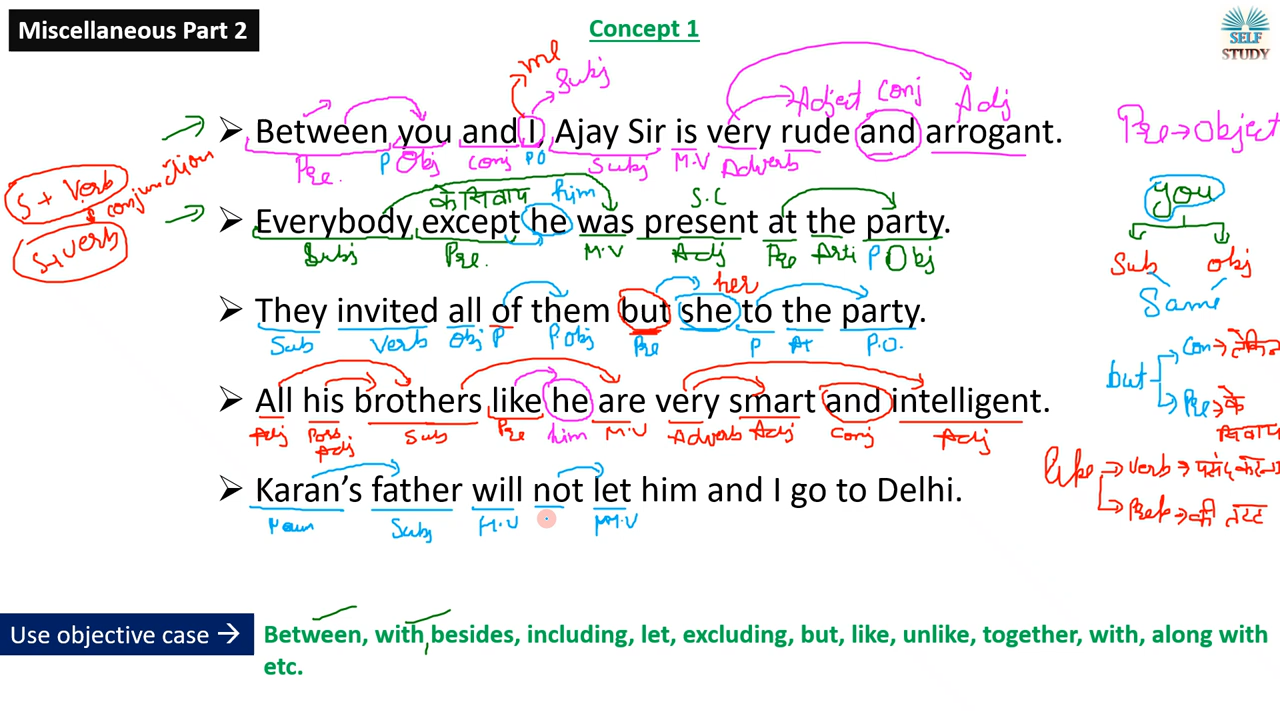 Miscellaneous Part 2
Concept 1
SELF
STUDY
me
Subj
Adject Conj Adj
➢ Between you and I, Ajay Sir is very rude and arrogant.
Pre → Object
Pre. P Obj Conj P.O Subj M.V Adverb
S + Verb
conjunction
S + verb
के सिवाय him S.C
you
➢ Everybody except he was present at the party.
Subj Pre. M.V Adj Pre Arti P Obj
Sub Obj
Same
her
➢ They invited all of them but she to the party.
Sub Verb Obj P P Obj Pre P Art P.O.
but
Con →
Pre → के सिवाय
➢ All his brothers like he are very smart and intelligent.
Adj Poss Adj Sub Pre him M.V Adverb Adj Conj Adj
like → verb → पसंद करना
→ Prep → की तरह
➢ Karan’s father will not let him and I go to Delhi.
Noun Subj H.V M.V
Use objective case →
Between, with, besides, including, let, excluding, but, like, unlike, together, with, along with
etc.